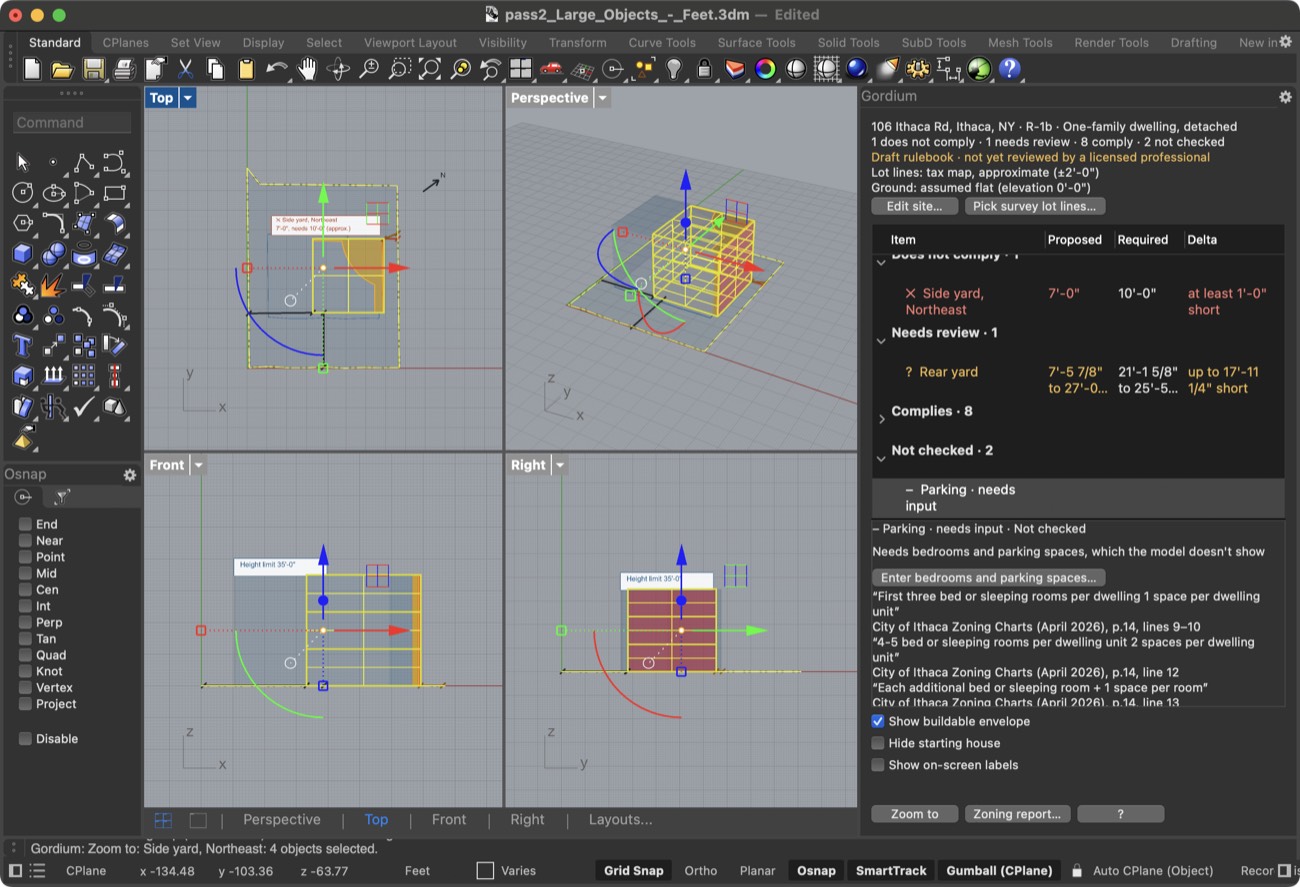 pass2_Large_Objects_-_Feet.3dm — Edited
Standard CPlanes Set View Display Select Viewport Layout Visibility Transform Curve Tools Surface Tools Solid Tools SubD Tools Mesh Tools Render Tools Drafting New in
Command
Top
N
× Side yard, Northeast
7'-0", needs 10'-0" (approx.)
y
x
Perspective
z
y
x
Front
Height limit 35'-0"
z
x
Right
Height limit 35'-0"
z
y
Osnap
End
Near
Point
Mid
Cen
Int
Perp
Tan
Quad
Knot
Vertex
Project
Disable
Gordium
106 Ithaca Rd, Ithaca, NY · R-1b · One-family dwelling, detached
1 does not comply · 1 needs review · 8 comply · 2 not checked
Draft rulebook · not yet reviewed by a licensed professional
Lot lines: tax map, approximate (±2'-0")
Ground: assumed flat (elevation 0'-0")
Edit site... Pick survey lot lines...
Item Proposed Required Delta
Does not comply · 1
× Side yard, Northeast 7'-0" 10'-0" at least 1'-0" short
Needs review · 1
? Rear yard 7'-5 7/8" to 27'-0... 21'-1 5/8" to 25'-5... up to 17'-11 1/4" short
Complies · 8
Not checked · 2
– Parking · needs input
– Parking · needs input · Not checked
Needs bedrooms and parking spaces, which the model doesn't show
Enter bedrooms and parking spaces...
“First three bed or sleeping rooms per dwelling 1 space per dwelling
unit”
City of Ithaca Zoning Charts (April 2026), p.14, lines 9–10
“4-5 bed or sleeping rooms per dwelling unit 2 spaces per dwelling
unit”
City of Ithaca Zoning Charts (April 2026), p.14, line 12
“Each additional bed or sleeping room + 1 space per room”
City of Ithaca Zoning Charts (April 2026), p.14, line 13
Show buildable envelope
Hide starting house
Show on-screen labels
Zoom to Zoning report... ?
Perspective Top Front Right Layouts...
Gordium: Zoom to: Side yard, Northeast: 4 objects selected.
CPlane x -134.48 y -103.36 z -63.77 Feet Varies Grid Snap Ortho Planar Osnap SmartTrack Gumball (CPlane) Auto CPlane (Object) Recor